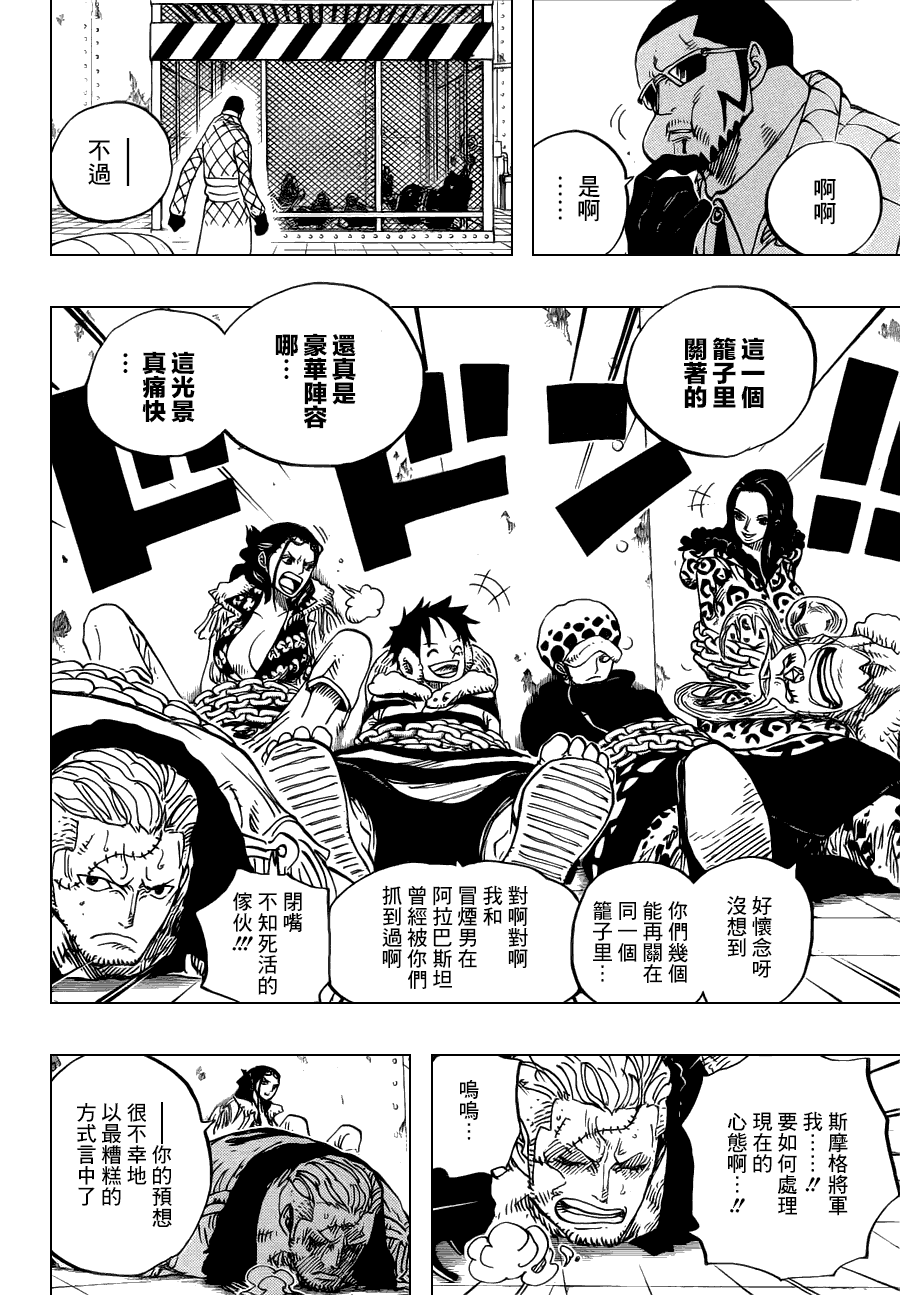 啊啊
是啊
……
不過
——
這一個
籠子里
關著的
還真是
豪華陣容
哪…
這光景
真痛快
…
ドドン!!
好懷念呀
沒想到
你們幾個
能再關在
同一個
籠子里…
對啊對啊
我和
冒煙男在
阿拉巴斯坦
曾經被你們
抓到過啊
閉嘴
不知死活的
傢伙!!!
斯摩格將軍
我……!!
要如何處理
現在的
心態啊…!!
嗚嗚…
——你的預想
很不幸地
以最糟糕的
方式言中了